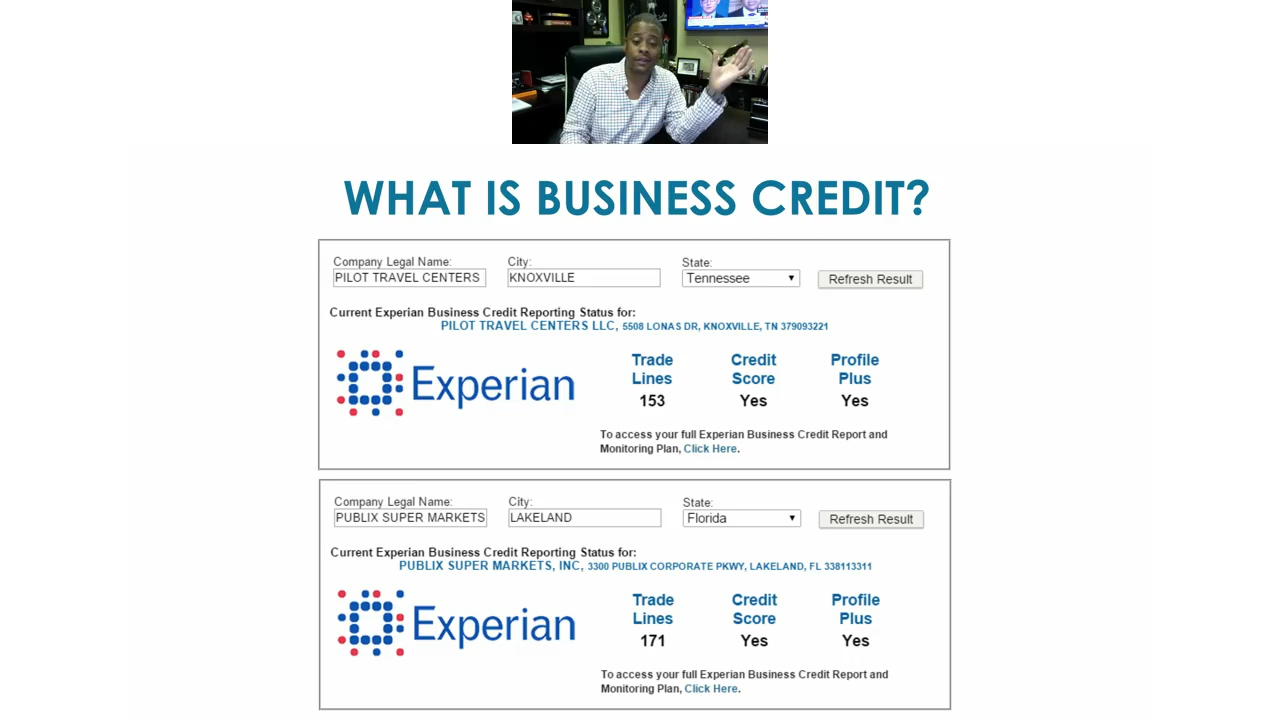 WHAT IS BUSINESS CREDIT?
Company Legal Name: City: State:
PILOT TRAVEL CENTERS KNOXVILLE Tennessee Refresh Result
Current Experian Business Credit Reporting Status for:
PILOT TRAVEL CENTERS LLC, 5508 LONAS DR, KNOXVILLE, TN 379093221
Experian
Trade Credit Profile
Lines Score Plus
153 Yes Yes
To access your full Experian Business Credit Report and
Monitoring Plan, Click Here.
Company Legal Name: City: State:
PUBLIX SUPER MARKETS LAKELAND Florida Refresh Result
Current Experian Business Credit Reporting Status for:
PUBLIX SUPER MARKETS, INC, 3300 PUBLIX CORPORATE PKWY, LAKELAND, FL 338113311
Experian
Trade Credit Profile
Lines Score Plus
171 Yes Yes
To access your full Experian Business Credit Report and
Monitoring Plan, Click Here.